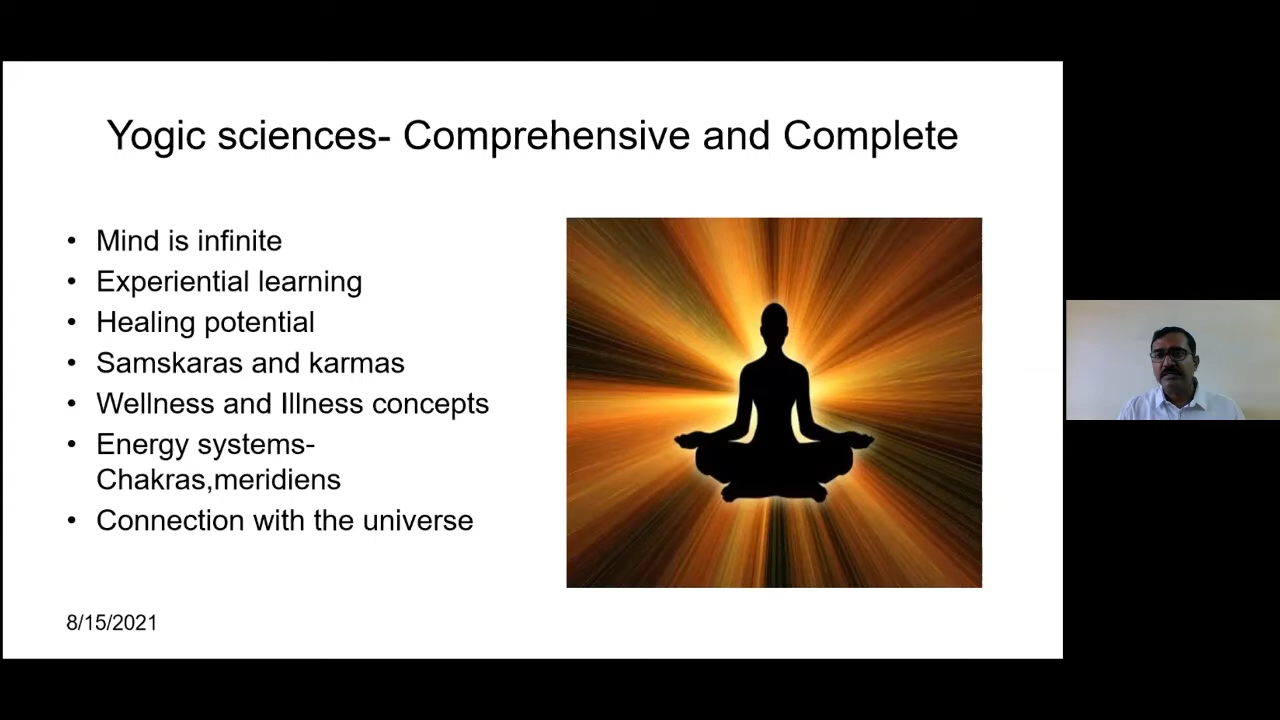 Yogic sciences- Comprehensive and Complete
• Mind is infinite
• Experiential learning
• Healing potential
• Samskaras and karmas
• Wellness and Illness concepts
• Energy systems-
Chakras,meridiens
• Connection with the universe
8/15/2021